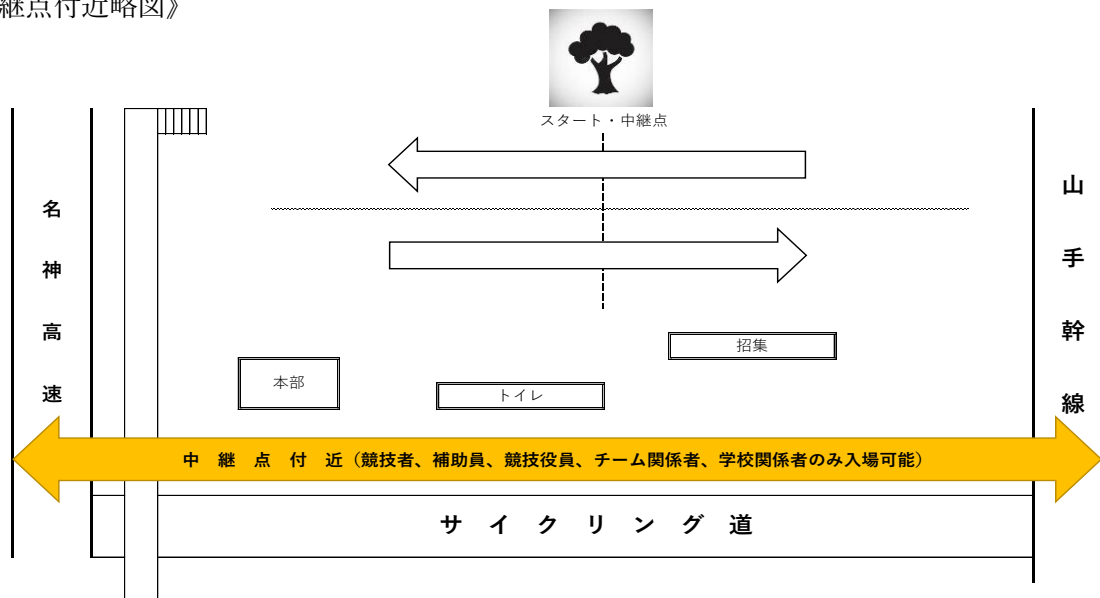 継点付近略図》
スタート・中継点
名神高速
山手幹線
招集
本部
トイレ
中継点付近（競技者、補助員、競技役員、チーム関係者、学校関係者のみ入場可能）
サイクリング道